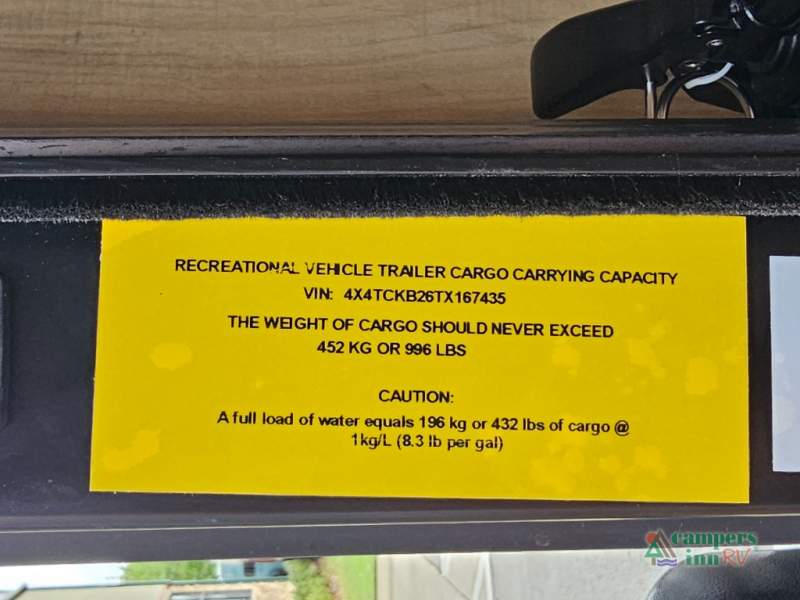 RECREATIONAL VEHICLE TRAILER CARGO CARRYING CAPACITY
VIN: 4X4TCKB26TX167435
THE WEIGHT OF CARGO SHOULD NEVER EXCEED
452 KG OR 996 LBS
CAUTION:
A full load of water equals 196 kg or 432 lbs of cargo @
1kg/L (8.3 lb per gal)
campers
inn RV